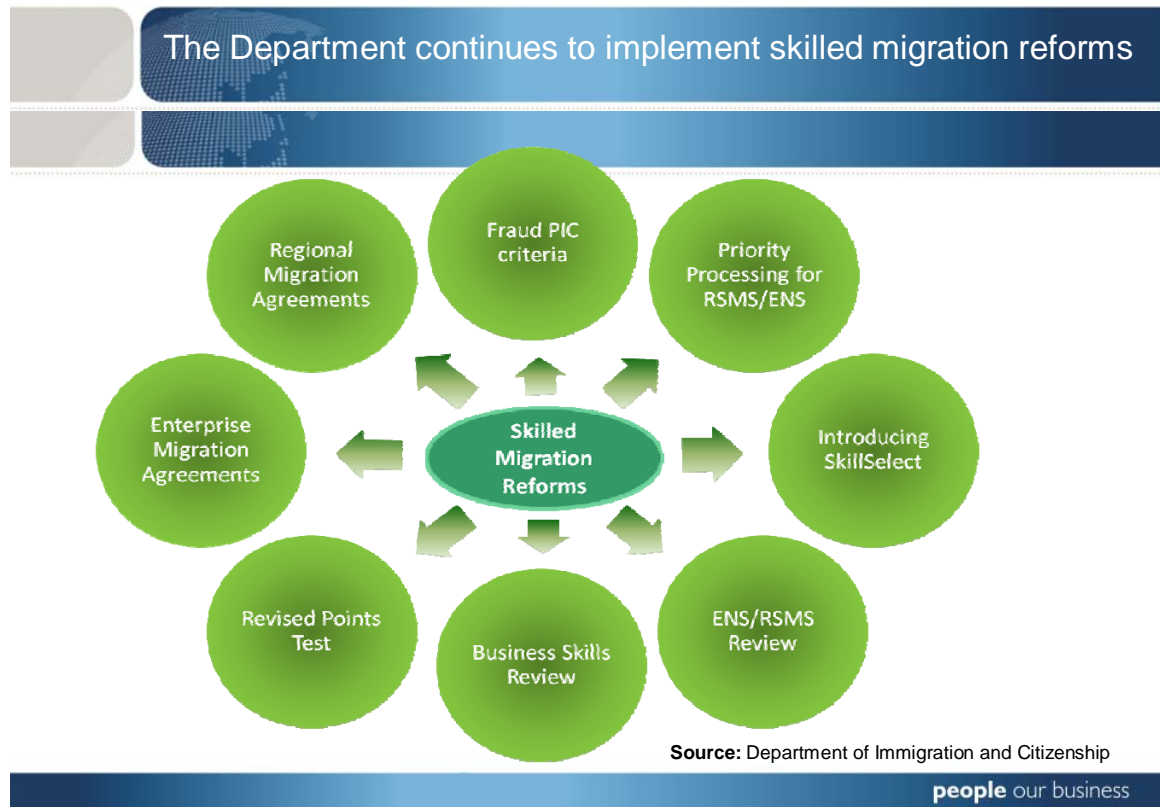 The Department continues to implement skilled migration reforms
Fraud PIC
criteria
Regional
Migration
Agreements
Priority
Processing for
RSMS/ENS
Enterprise
Migration
Agreements
Skilled
Migration
Reforms
Introducing
SkillSelect
Revised Points
Test
Business Skills
Review
ENS/RSMS
Review
Source: Department of Immigration and Citizenship
people our business